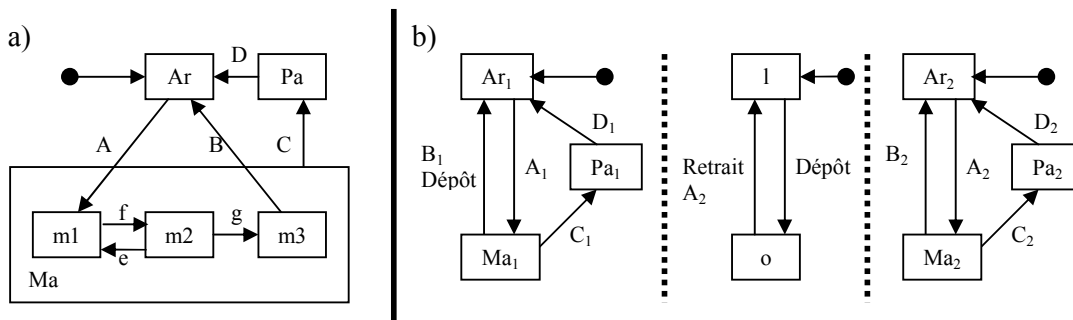 a)
D
Ar
Pa
A
B
C
f
g
m1
m2
m3
e
Ma
b)
Ar₁
D₁
B₁
Dépôt
A₁
Pa₁
C₁
Ma₁
l
Retrait
A₂
Dépôt
o
Ar₂
D₂
B₂
A₂
Pa₂
C₂
Ma₂